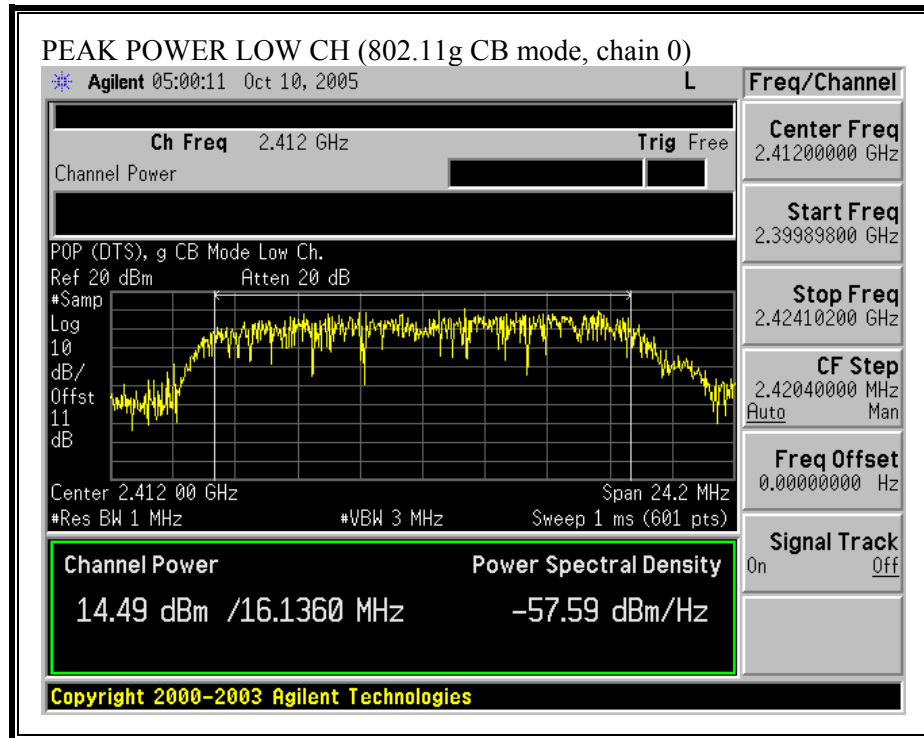 PEAK POWER LOW CH (802.11g CB mode, chain 0)
Agilent 05:00:11 Oct 10, 2005 L
Freq/Channel
Ch Freq 2.412 GHz Trig Free
Channel Power
Center Freq
2.41200000 GHz
Start Freq
2.39989800 GHz
Stop Freq
2.42410200 GHz
CF Step
2.42040000 MHz
Auto Man
Freq Offset
0.00000000 Hz
Signal Track
On Off
POP (DTS), g CB Mode Low Ch.
Ref 20 dBm Atten 20 dB
#Samp
Log
10
dB/
Offst
11
dB
Center 2.412 00 GHz Span 24.2 MHz
#Res BW 1 MHz #VBW 3 MHz Sweep 1 ms (601 pts)
Channel Power Power Spectral Density
14.49 dBm /16.1360 MHz -57.59 dBm/Hz
Copyright 2000-2003 Agilent Technologies